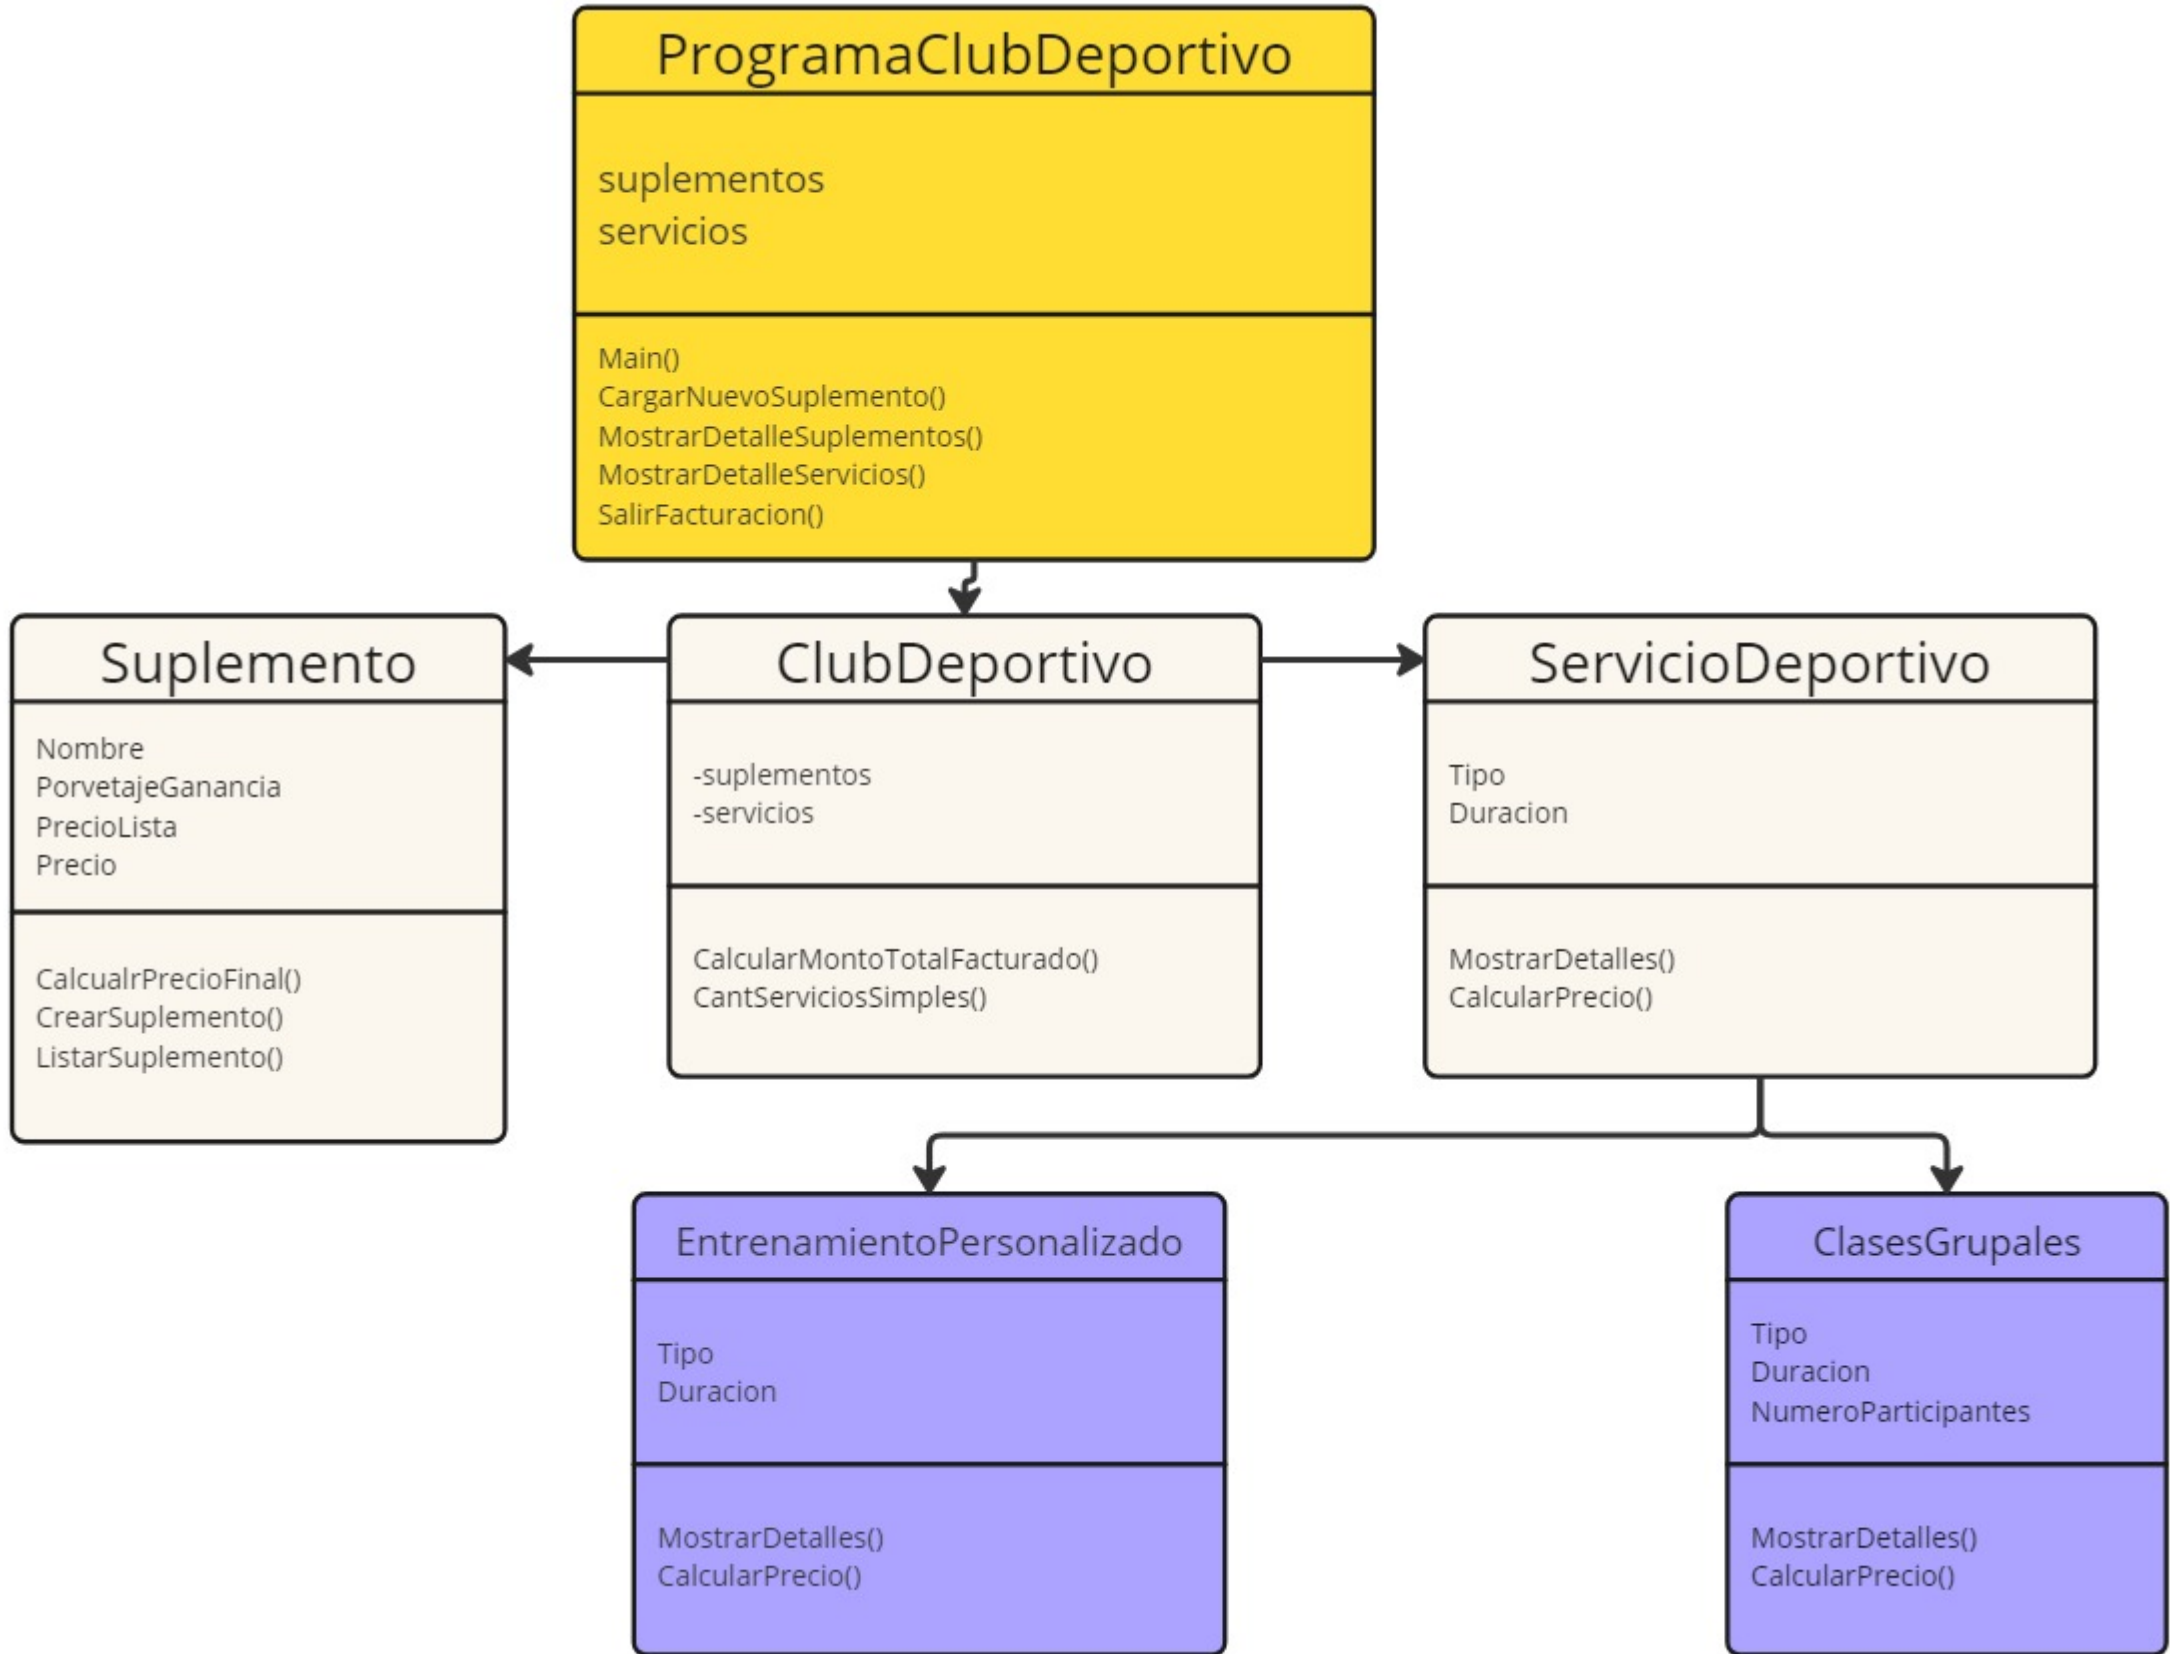 ProgramaClubDeportivo
suplementos
servicios
Main()
CargarNuevoSuplemento()
MostrarDetalleSuplementos()
MostrarDetalleServicios()
SalirFacturacion()
Suplemento
Nombre
PorvetajeGanancia
PrecioLista
Precio
CalcualrPrecioFinal()
CrearSuplemento()
ListarSuplemento()
ClubDeportivo
-suplementos
-servicios
CalcularMontoTotalFacturado()
CantServiciosSimples()
ServicioDeportivo
Tipo
Duracion
MostrarDetalles()
CalcularPrecio()
EntrenamientoPersonalizado
Tipo
Duracion
MostrarDetalles()
CalcularPrecio()
ClasesGrupales
Tipo
Duracion
NumeroParticipantes
MostrarDetalles()
CalcularPrecio()